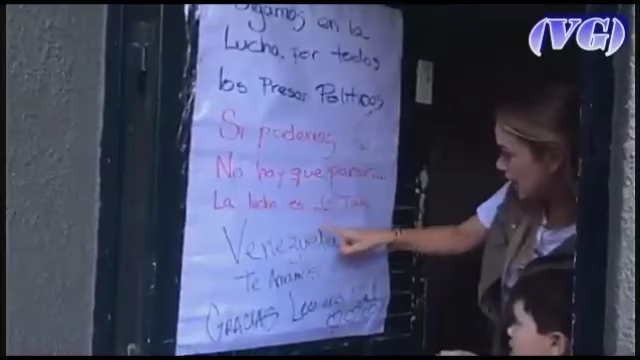 Sigamos en la
Lucha, por todos
los Presos Politicos
Si podemos
No hay que parar...
La lucha es de
Venezuela
Te Amamos
GRACIAS
(VG)